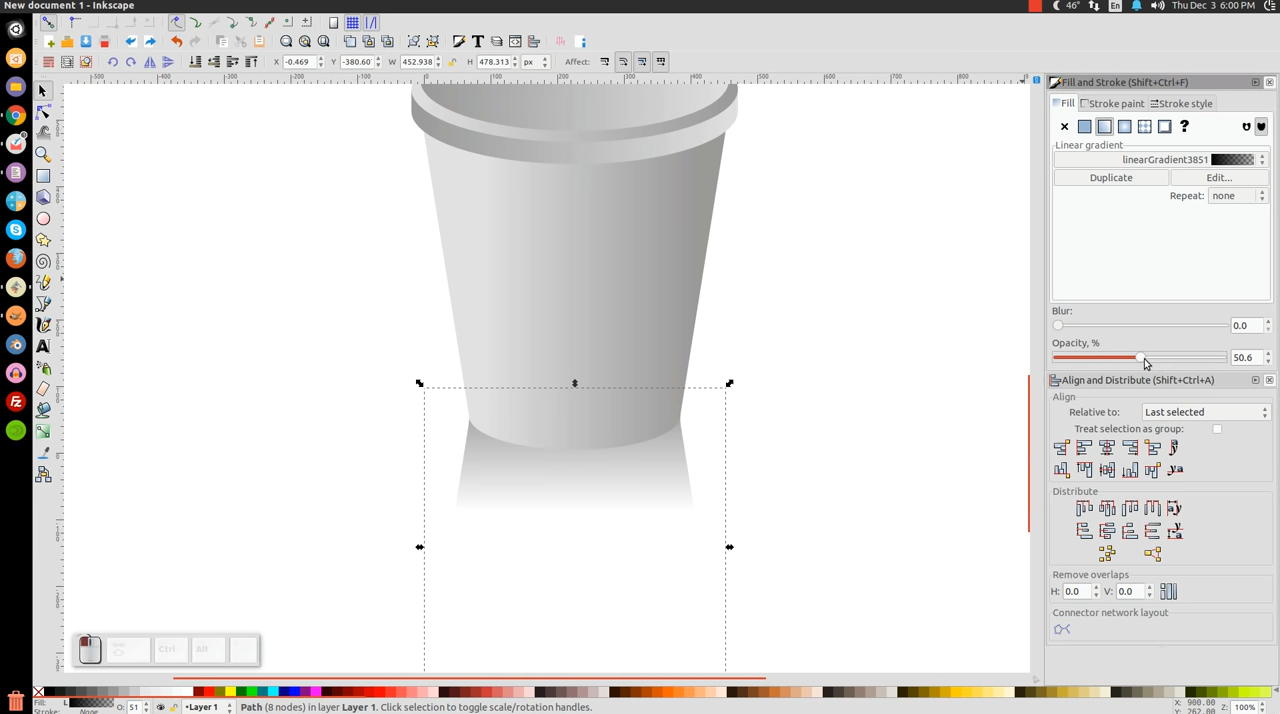 New document 1 - Inkscape
46°
En
Thu Dec 3 6:00 PM
X
-0.469
Y
-380.60
W
452.938
H
478.313
px
Affect:
Fill and Stroke (Shift+Ctrl+F)
Fill
Stroke paint
Stroke style
Linear gradient
linearGradient3851
Duplicate
Edit...
Repeat:
none
Blur:
0.0
Opacity, %
50.6
Align and Distribute (Shift+Ctrl+A)
Align
Relative to:
Last selected
Treat selection as group:
Distribute
Remove overlaps
H:
0.0
V:
0.0
Connector network layout
Ctrl
Alt
Fill:
L
Stroke:
None
O:
51
Layer 1
Path (8 nodes) in layer Layer 1. Click selection to toggle scale/rotation handles.
X: 900.00
Y: 262.00
Z:
100%